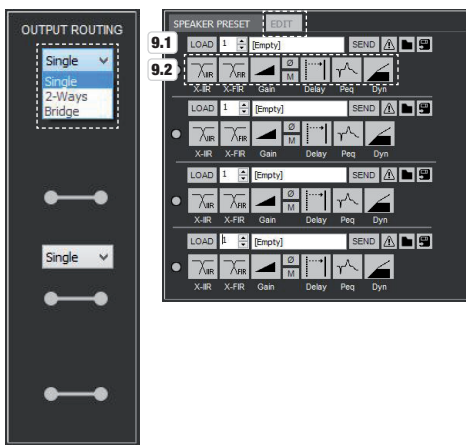 OUTPUT ROUTING
Single
Single
2-Ways
Bridge
Single
SPEAKER PRESET EDIT
9.1
LOAD 1 [Empty] SEND
9.2
IIR FIR Ø M
X-IIR X-FIR Gain Delay Peq Dyn
LOAD 1 [Empty] SEND
IIR FIR Ø M
X-IIR X-FIR Gain Delay Peq Dyn
LOAD 1 [Empty] SEND
IIR FIR Ø M
X-IIR X-FIR Gain Delay Peq Dyn
LOAD 1 [Empty] SEND
IIR FIR Ø M
X-IIR X-FIR Gain Delay Peq Dyn